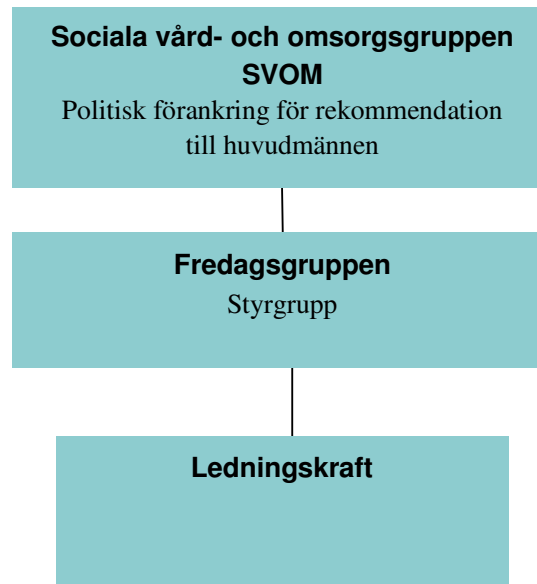 Sociala vård- och omsorgsgruppen
SVOM
Politisk förankring för rekommendation
till huvudmännen
Fredagsgruppen
Styrgrupp
Ledningskraft